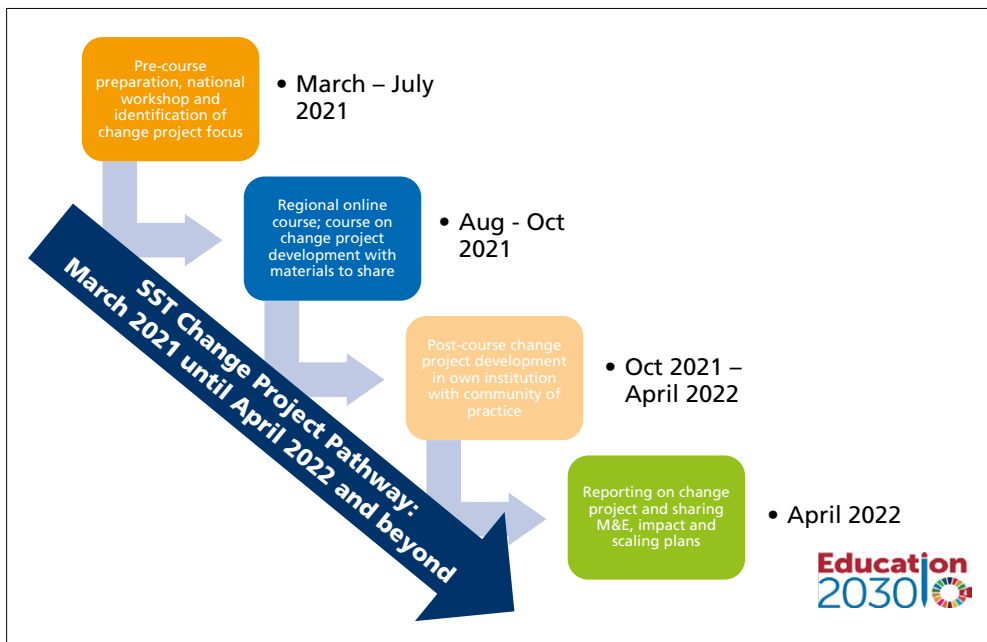 Pre-course
preparation, national
workshop and
identification of
change project focus
• March – July
2021
Regional online
course; course on
change project
development with
materials to share
• Aug - Oct
2021
Post-course change
project development
in own institution
with community of
practice
• Oct 2021 –
April 2022
Reporting on change
project and sharing
M&E, impact and
scaling plans
• April 2022
SST Change Project Pathway:
March 2021 until April 2022 and beyond
Education
2030